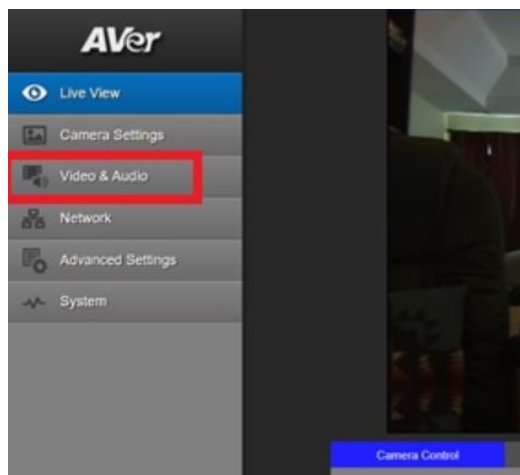 AVer
Live View
Camera Settings
Video & Audio
Network
Advanced Settings
System
Camera Control